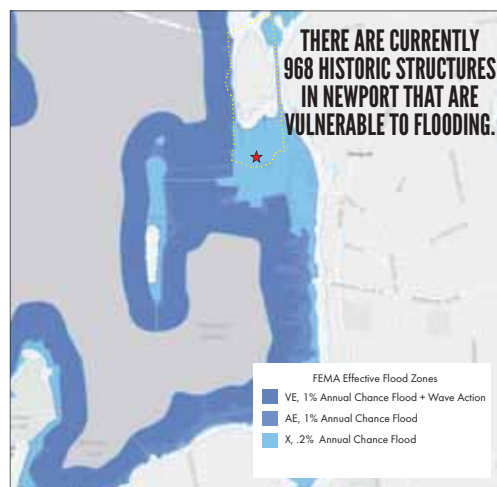 THERE ARE CURRENTLY
968 HISTORIC STRUCTURES
IN NEWPORT THAT ARE
VULNERABLE TO FLOODING.
FEMA Effective Flood Zones
VE, 1% Annual Chance Flood + Wave Action
AE, 1% Annual Chance Flood
X, .2% Annual Chance Flood